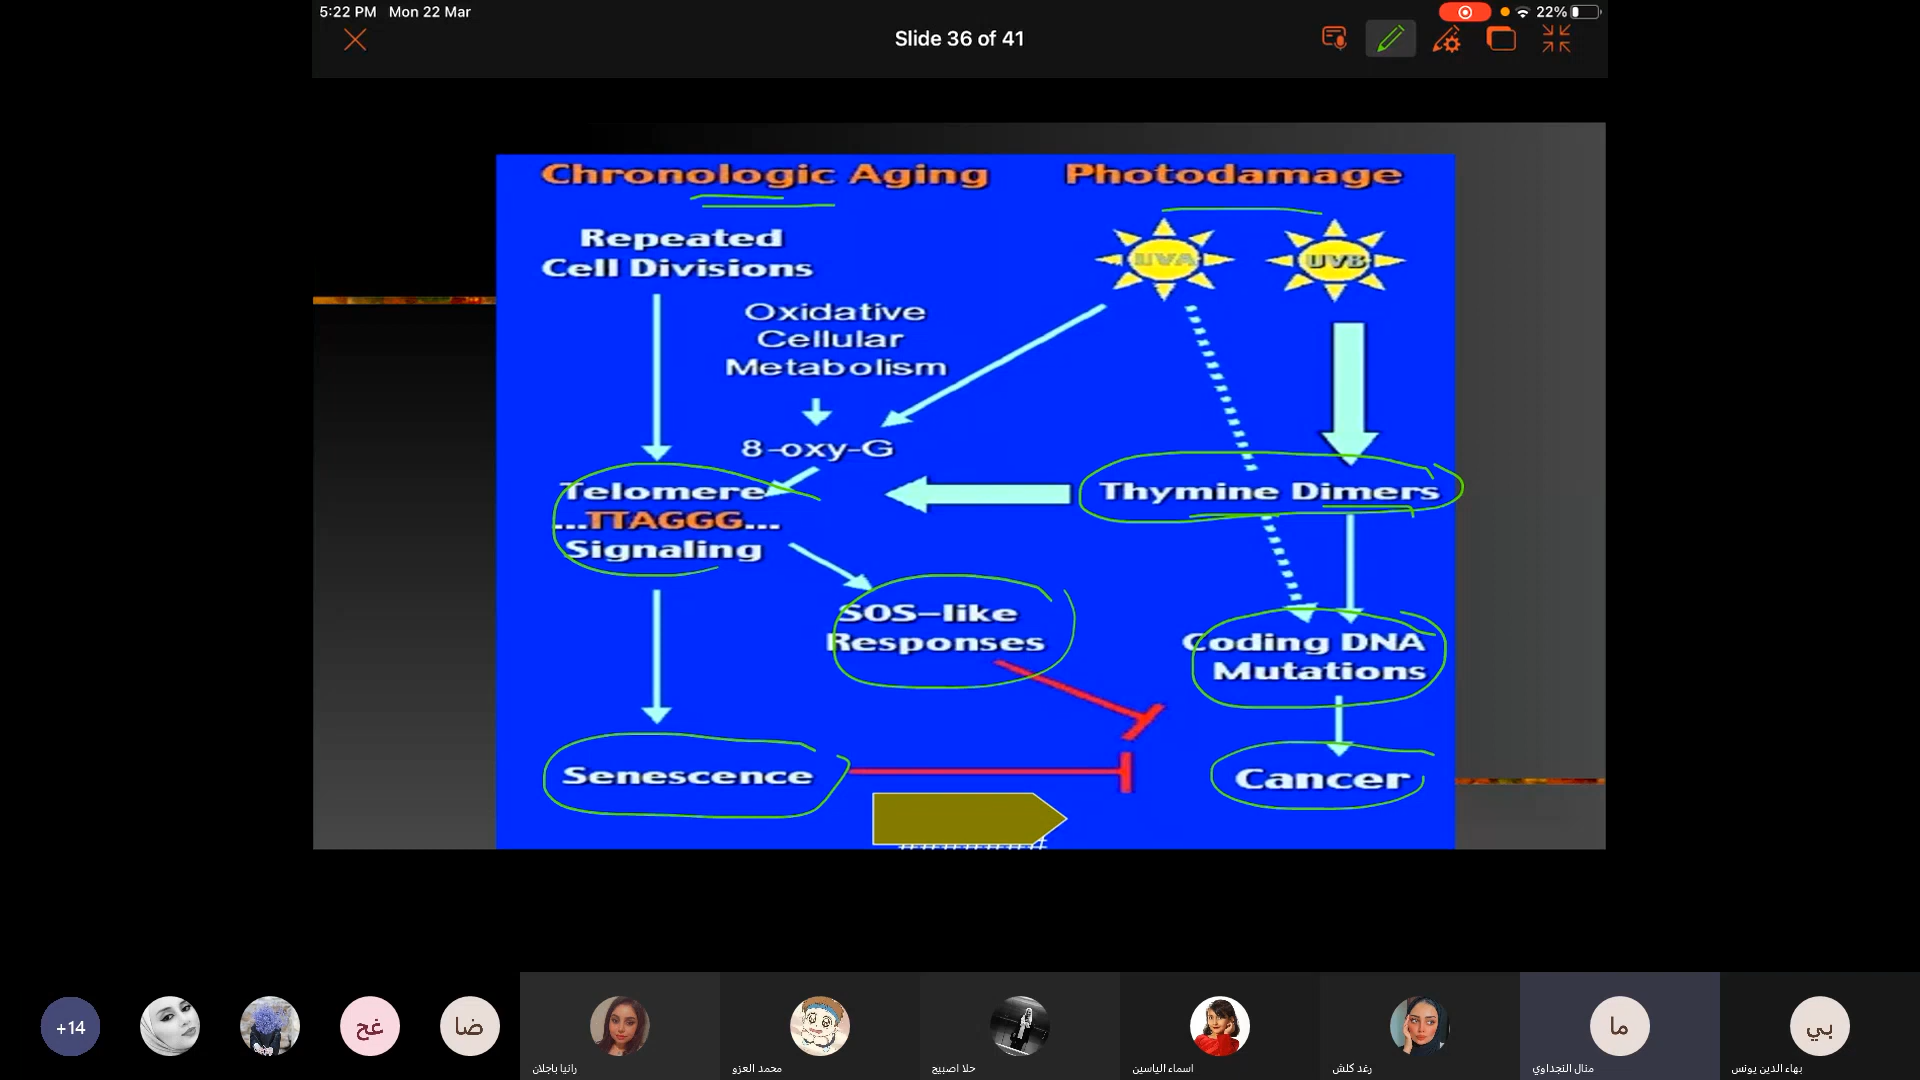 5:22 PM Mon 22 Mar
22%
Slide 36 of 41
Chronologic Aging
Photodamage
Repeated
Cell Divisions
UVA
UVB
Oxidative
Cellular
Metabolism
8-oxy-G
Telomere
...TTAGGG...
Signaling
Thymine Dimers
SOS-like
Responses
Coding DNA
Mutations
Senescence
Cancer
+14
غح
ضا
ما
بي
رانيا باجلان
محمد العزو
حلا اصبيح
اسماء الياسين
رغد كلش
منال النجداوي
بهاء الدين يونس